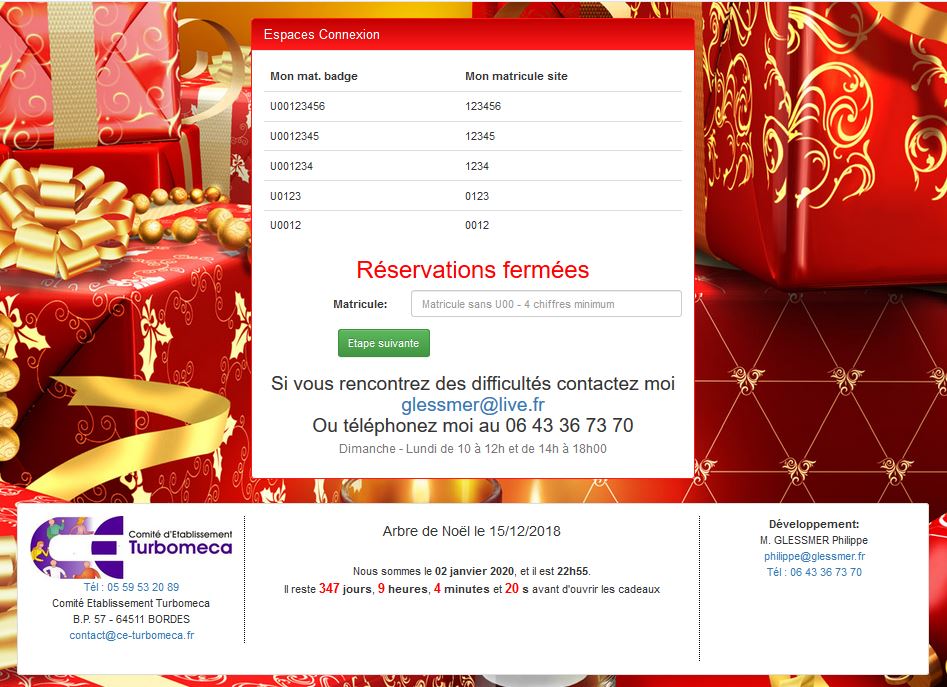 Espaces Connexion
Mon mat. badge Mon matricule site
U00123456 123456
U0012345 12345
U001234 1234
U0123 0123
U0012 0012
Réservations fermées
Matricule: Matricule sans U00 - 4 chiffres minimum
Etape suivante
Si vous rencontrez des difficultés contactez moi
glessmer@live.fr
Ou téléphonez moi au 06 43 36 73 70
Dimanche - Lundi de 10 à 12h et de 14h à 18h00
Comité d'Etablissement
Turbomeca
Tél : 05 59 53 20 89
Comité Etablissement Turbomeca
B.P. 57 - 64511 BORDES
contact@ce-turbomeca.fr
Arbre de Noël le 15/12/2018
Nous sommes le 02 janvier 2020, et il est 22h55.
Il reste 347 jours, 9 heures, 4 minutes et 20 s avant d'ouvrir les cadeaux
Développement:
M. GLESSMER Philippe
philippe@glessmer.fr
Tél : 06 43 36 73 70